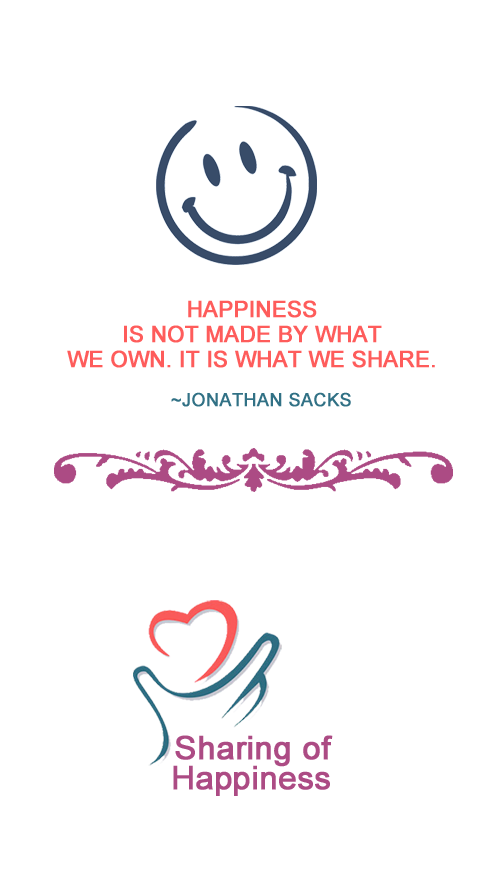 HAPPINESS
IS NOT MADE BY WHAT
WE OWN. IT IS WHAT WE SHARE.
~JONATHAN SACKS
Sharing of
Happiness